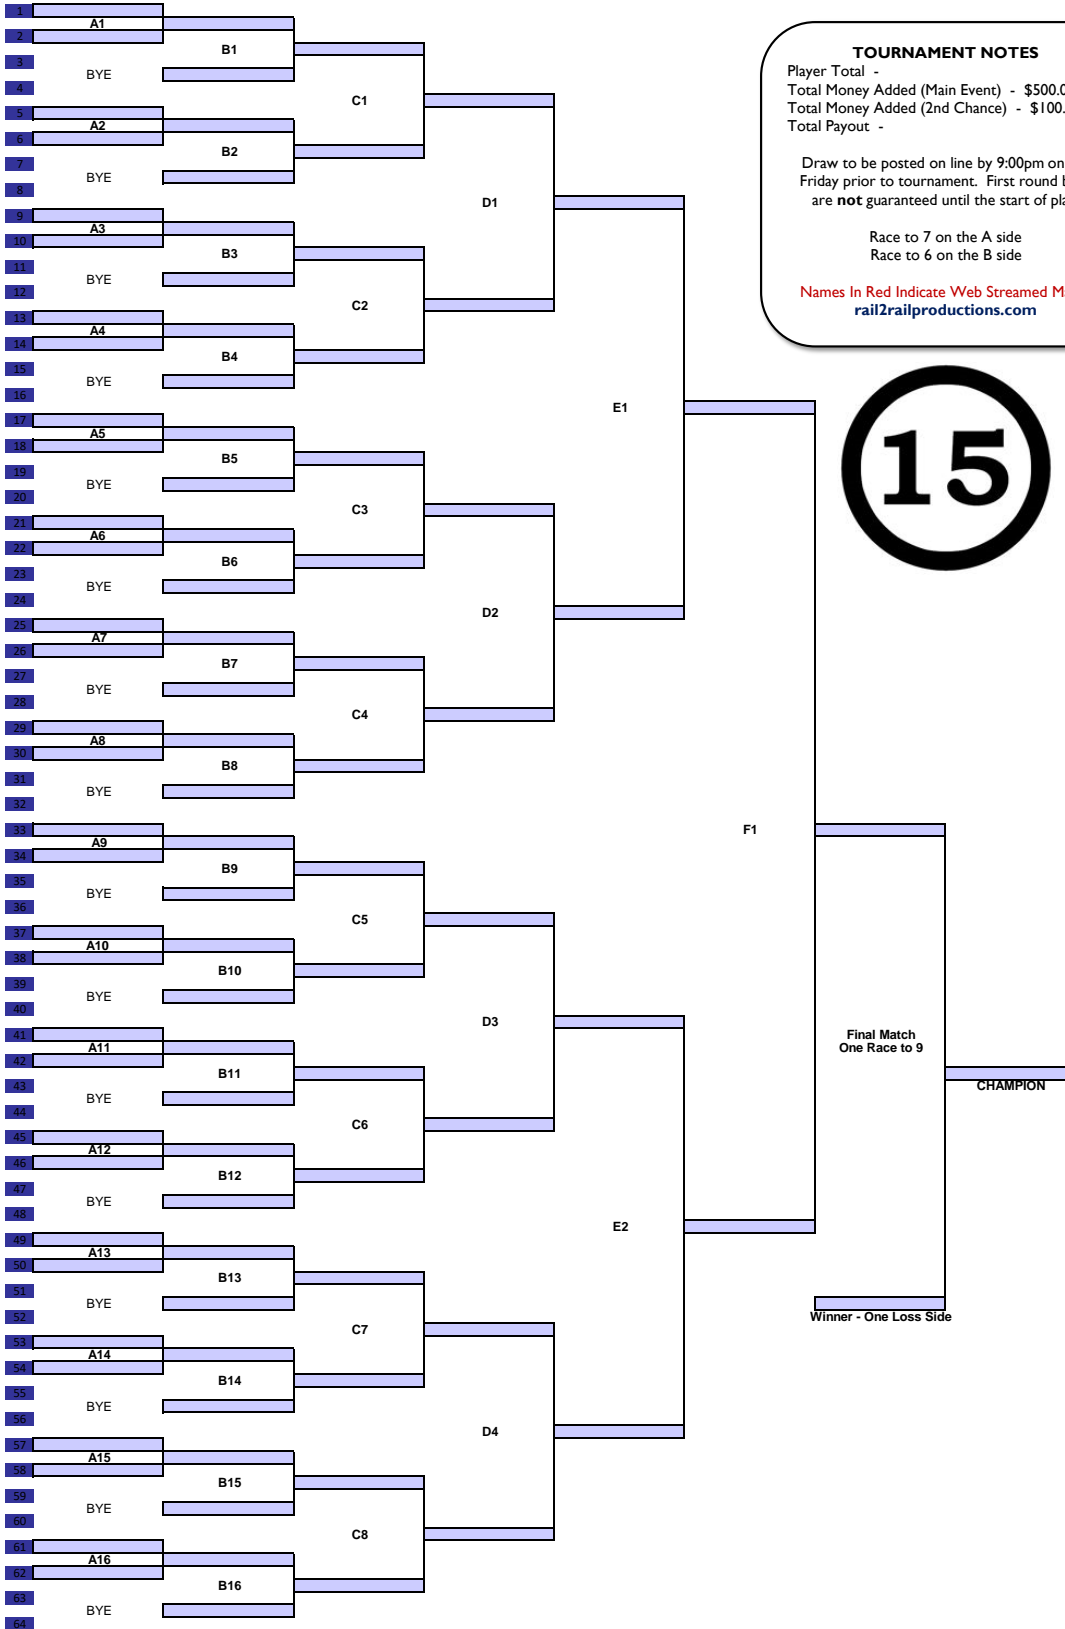 1
A1
2
B1
3
BYE
4
C1
5
A2
6
B2
7
BYE
8
D1
9
A3
10
B3
11
BYE
12
C2
13
A4
14
B4
15
BYE
16
E1
17
A5
18
B5
19
BYE
20
C3
21
A6
22
B6
23
BYE
24
D2
25
A7
26
B7
27
BYE
28
C4
29
A8
30
B8
31
BYE
32
F1
33
A9
34
B9
35
BYE
36
C5
37
A10
38
B10
39
BYE
40
D3
41
A11
42
B11
43
BYE
44
C6
45
A12
46
B12
47
BYE
48
E2
49
A13
50
B13
51
BYE
52
C7
53
A14
54
B14
55
BYE
56
D4
57
A15
58
B15
59
BYE
60
C8
61
A16
62
B16
63
BYE
64
TOURNAMENT NOTES
Player Total -
Total Money Added (Main Event) - $500.0
Total Money Added (2nd Chance) - $100.
Total Payout -
Draw to be posted on line by 9:00pm on
Friday prior to tournament. First round
are not guaranteed until the start of
Race to 7 on the A side
Race to 6 on the B side
Names In Red Indicate Web Streamed
rail2railproductions.com
15
Final Match
One Race to 9
CHAMPION
Winner - One Loss Side